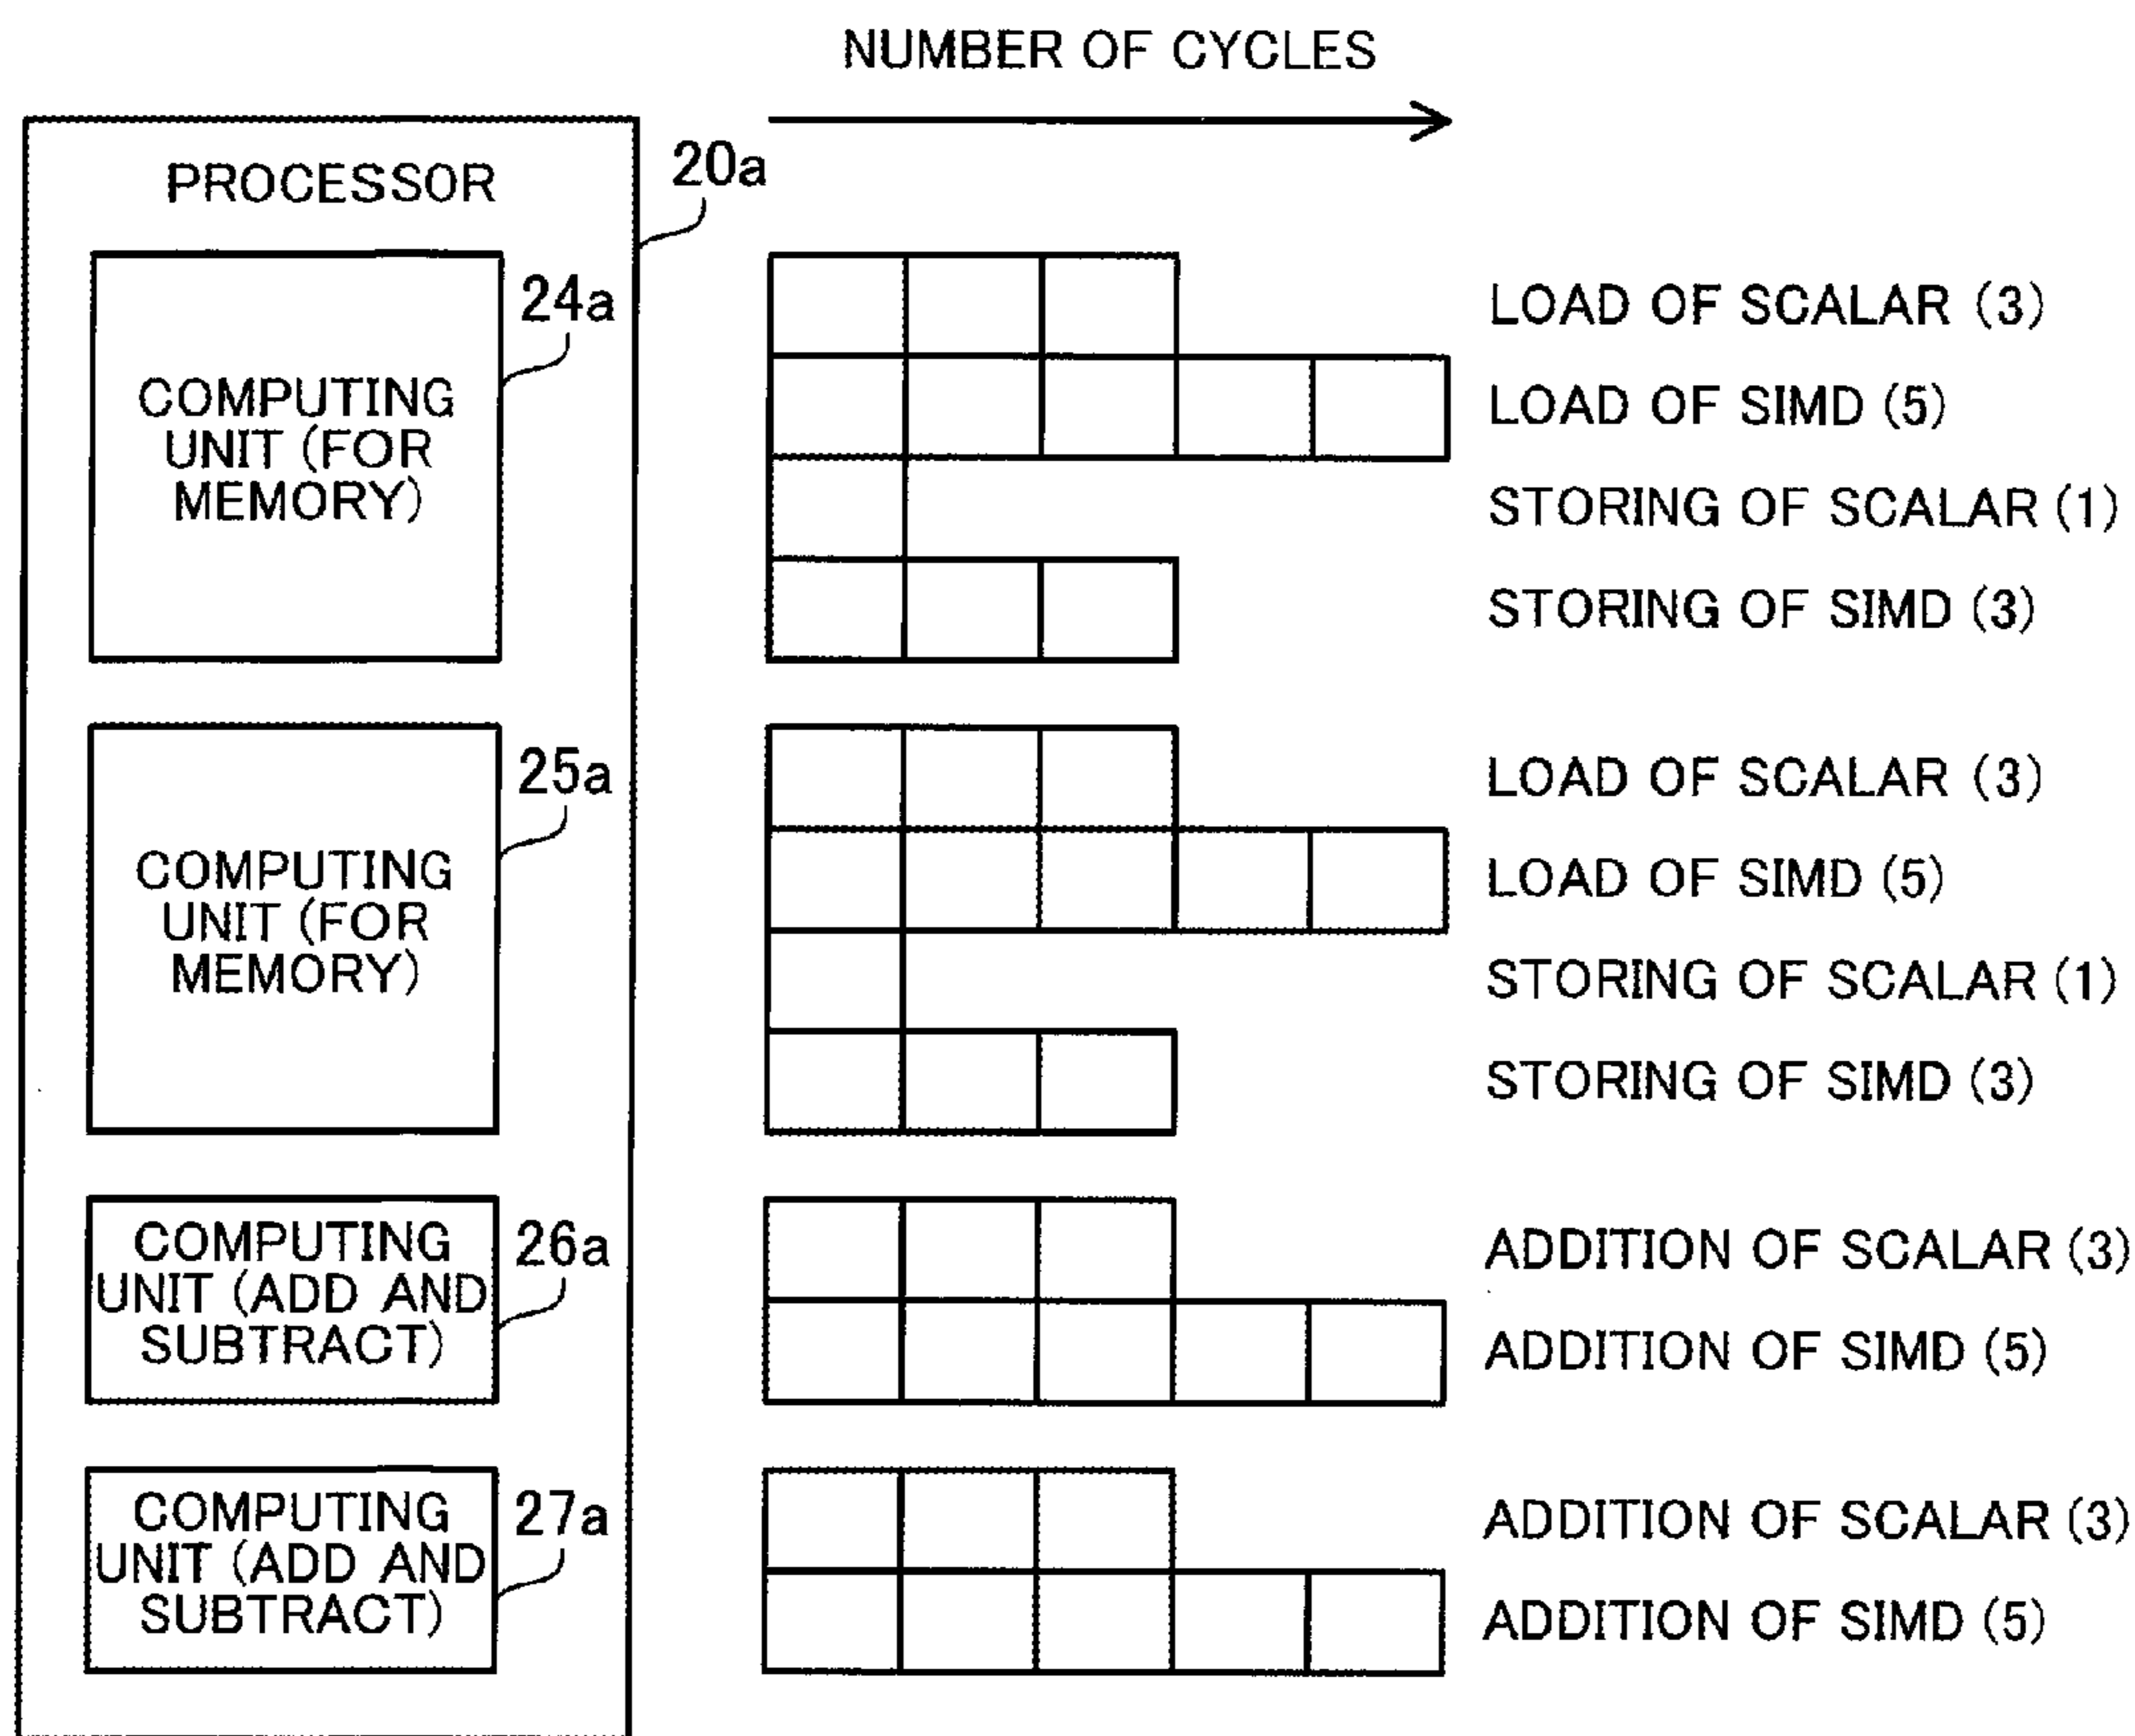 NUMBER OF CYCLES
PROCESSOR
20a
COMPUTING
UNIT (FOR
MEMORY)
24a
LOAD OF SCALAR (3)
LOAD OF SIMD (5)
STORING OF SCALAR (1)
STORING OF SIMD (3)
COMPUTING
UNIT (FOR
MEMORY)
25a
LOAD OF SCALAR (3)
LOAD OF SIMD (5)
STORING OF SCALAR (1)
STORING OF SIMD (3)
COMPUTING
UNIT (ADD AND
SUBTRACT)
26a
ADDITION OF SCALAR (3)
ADDITION OF SIMD (5)
COMPUTING
UNIT (ADD AND
SUBTRACT)
27a
ADDITION OF SCALAR (3)
ADDITION OF SIMD (5)